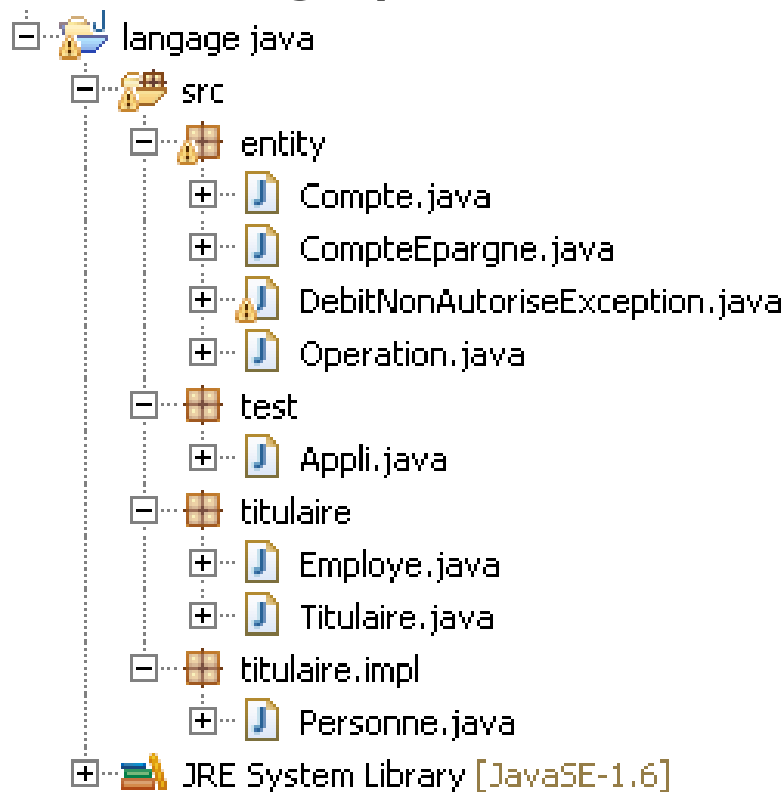 langage java
src
entity
Compte.java
CompteEpargne.java
DebitNonAutoriseException.java
Operation.java
test
Appli.java
titulaire
Employe.java
Titulaire.java
titulaire.impl
Personne.java
JRE System Library [JavaSE-1.6]